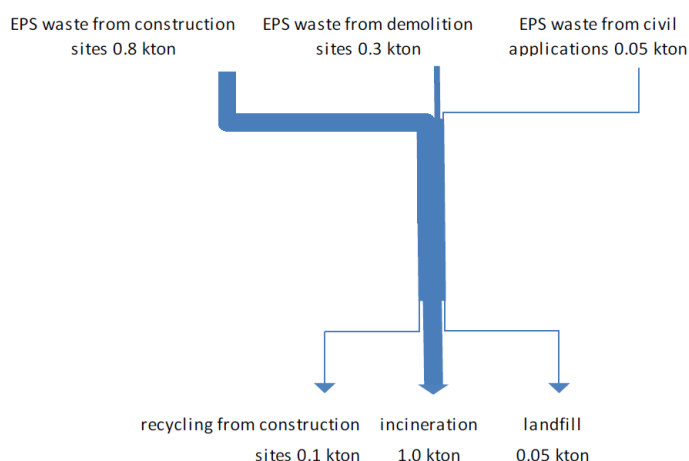 EPS waste from construction
sites 0.8 kton
EPS waste from demolition
sites 0.3 kton
EPS waste from civil
applications 0.05 kton
recycling from construction
sites 0.1 kton
incineration
1.0 kton
landfill
0.05 kton